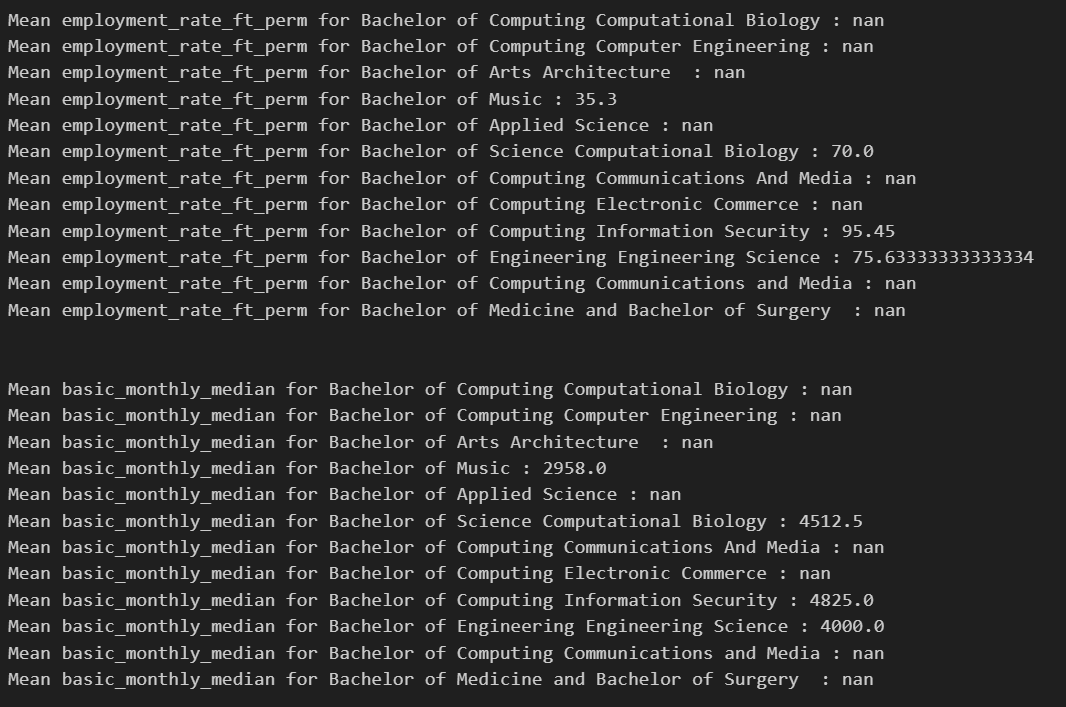 Mean employment_rate_ft_perm for Bachelor of Computing Computational Biology : nan
Mean employment_rate_ft_perm for Bachelor of Computing Computer Engineering : nan
Mean employment_rate_ft_perm for Bachelor of Arts Architecture  : nan
Mean employment_rate_ft_perm for Bachelor of Music : 35.3
Mean employment_rate_ft_perm for Bachelor of Applied Science : nan
Mean employment_rate_ft_perm for Bachelor of Science Computational Biology : 70.0
Mean employment_rate_ft_perm for Bachelor of Computing Communications And Media : nan
Mean employment_rate_ft_perm for Bachelor of Computing Electronic Commerce : nan
Mean employment_rate_ft_perm for Bachelor of Computing Information Security : 95.45
Mean employment_rate_ft_perm for Bachelor of Engineering Engineering Science : 75.63333333333334
Mean employment_rate_ft_perm for Bachelor of Computing Communications and Media : nan
Mean employment_rate_ft_perm for Bachelor of Medicine and Bachelor of Surgery  : nan
Mean basic_monthly_median for Bachelor of Computing Computational Biology : nan
Mean basic_monthly_median for Bachelor of Computing Computer Engineering : nan
Mean basic_monthly_median for Bachelor of Arts Architecture  : nan
Mean basic_monthly_median for Bachelor of Music : 2958.0
Mean basic_monthly_median for Bachelor of Applied Science : nan
Mean basic_monthly_median for Bachelor of Science Computational Biology : 4512.5
Mean basic_monthly_median for Bachelor of Computing Communications And Media : nan
Mean basic_monthly_median for Bachelor of Computing Electronic Commerce : nan
Mean basic_monthly_median for Bachelor of Computing Information Security : 4825.0
Mean basic_monthly_median for Bachelor of Engineering Engineering Science : 4000.0
Mean basic_monthly_median for Bachelor of Computing Communications and Media : nan
Mean basic_monthly_median for Bachelor of Medicine and Bachelor of Surgery  : nan